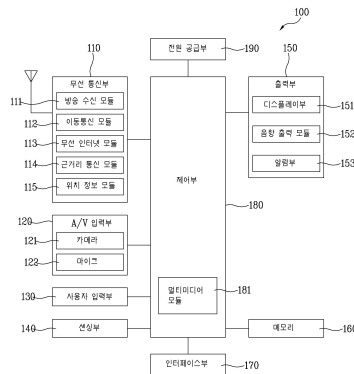 100
110
무선 통신부
111
방송 수신 모듈
112
이동통신 모듈
113
무선 인터넷 모듈
114
근거리 통신 모듈
115
위치 정보 모듈
120
A/V 입력부
121
카메라
122
마이크
130
사용자 입력부
140
센싱부
전원 공급부
190
제어부
180
멀티미디어
모듈
181
인터페이스부
170
150
출력부
디스플레이부
151
음향 출력 모듈
152
알람부
153
메모리
160